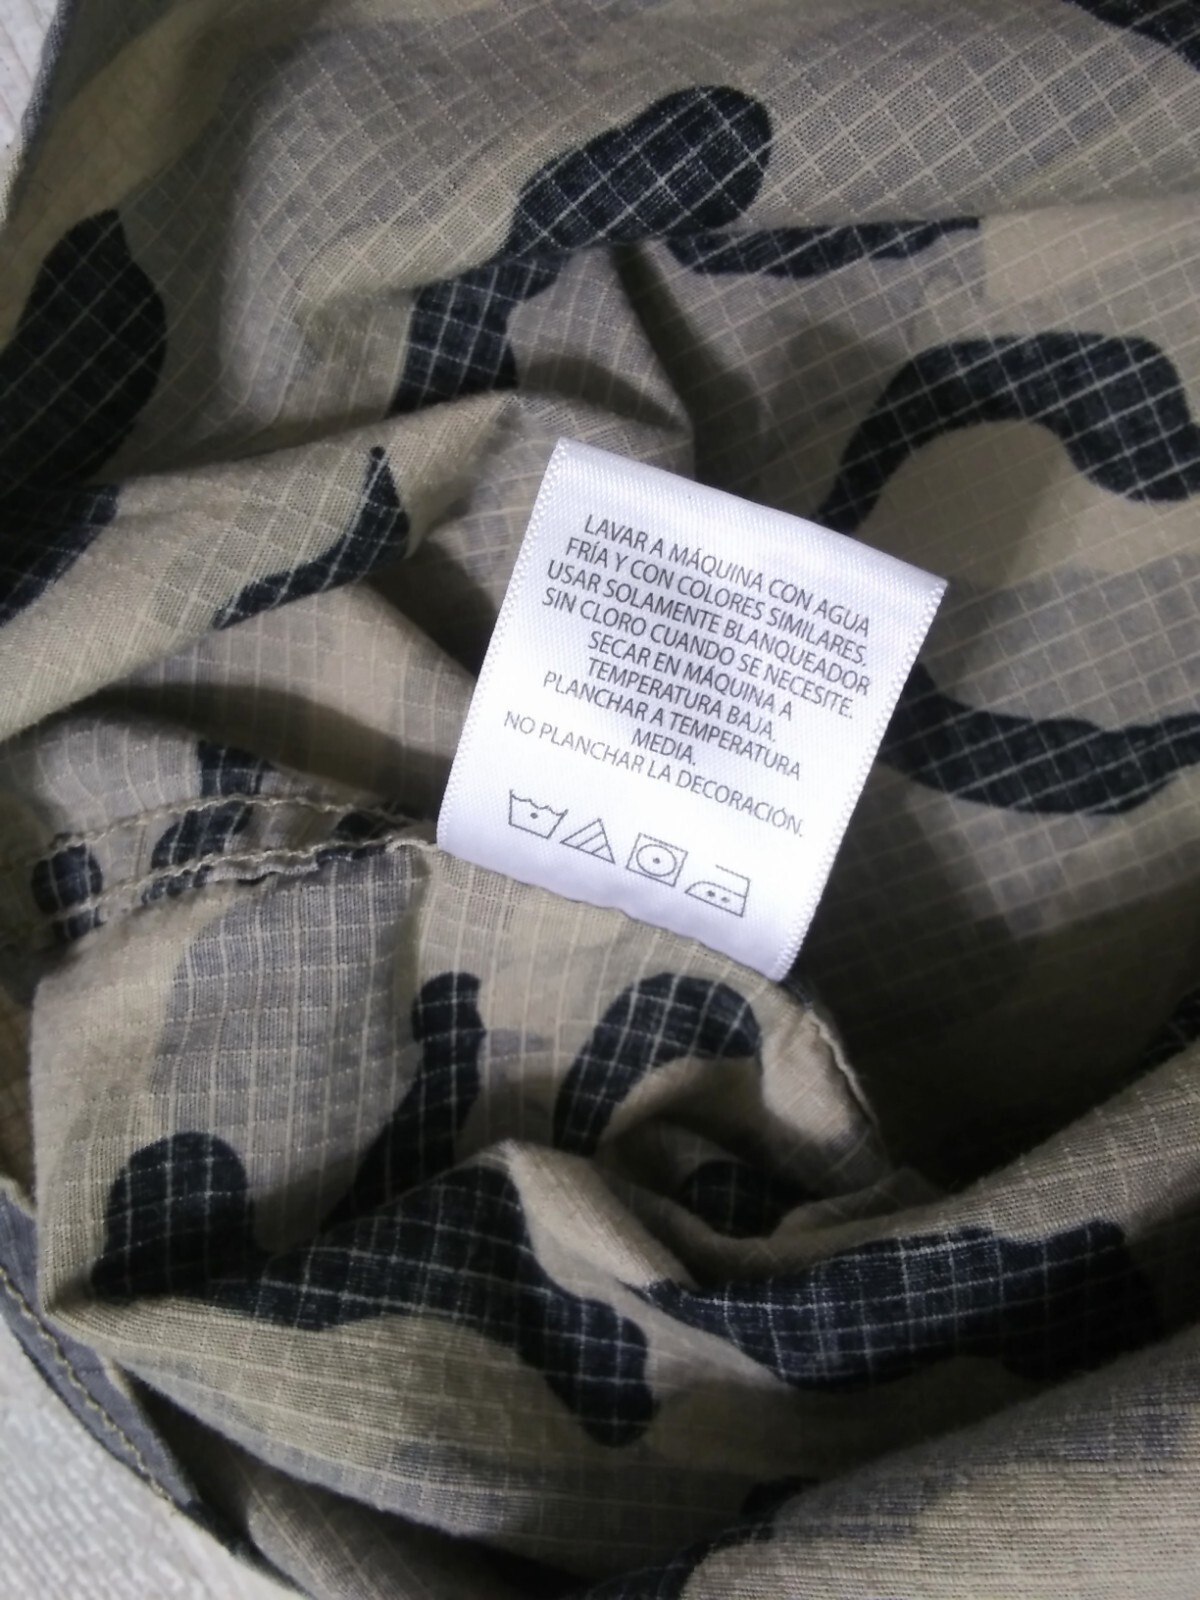 LAVAR A MÁQUINA CON AGUA
FRÍA Y CON COLORES SIMILARES.
USAR SOLAMENTE BLANQUEADOR
SIN CLORO CUANDO SE NECESITE.
SECAR EN MÁQUINA A
TEMPERATURA BAJA.
PLANCHAR A TEMPERATURA
MEDIA.
NO PLANCHAR LA DECORACIÓN.